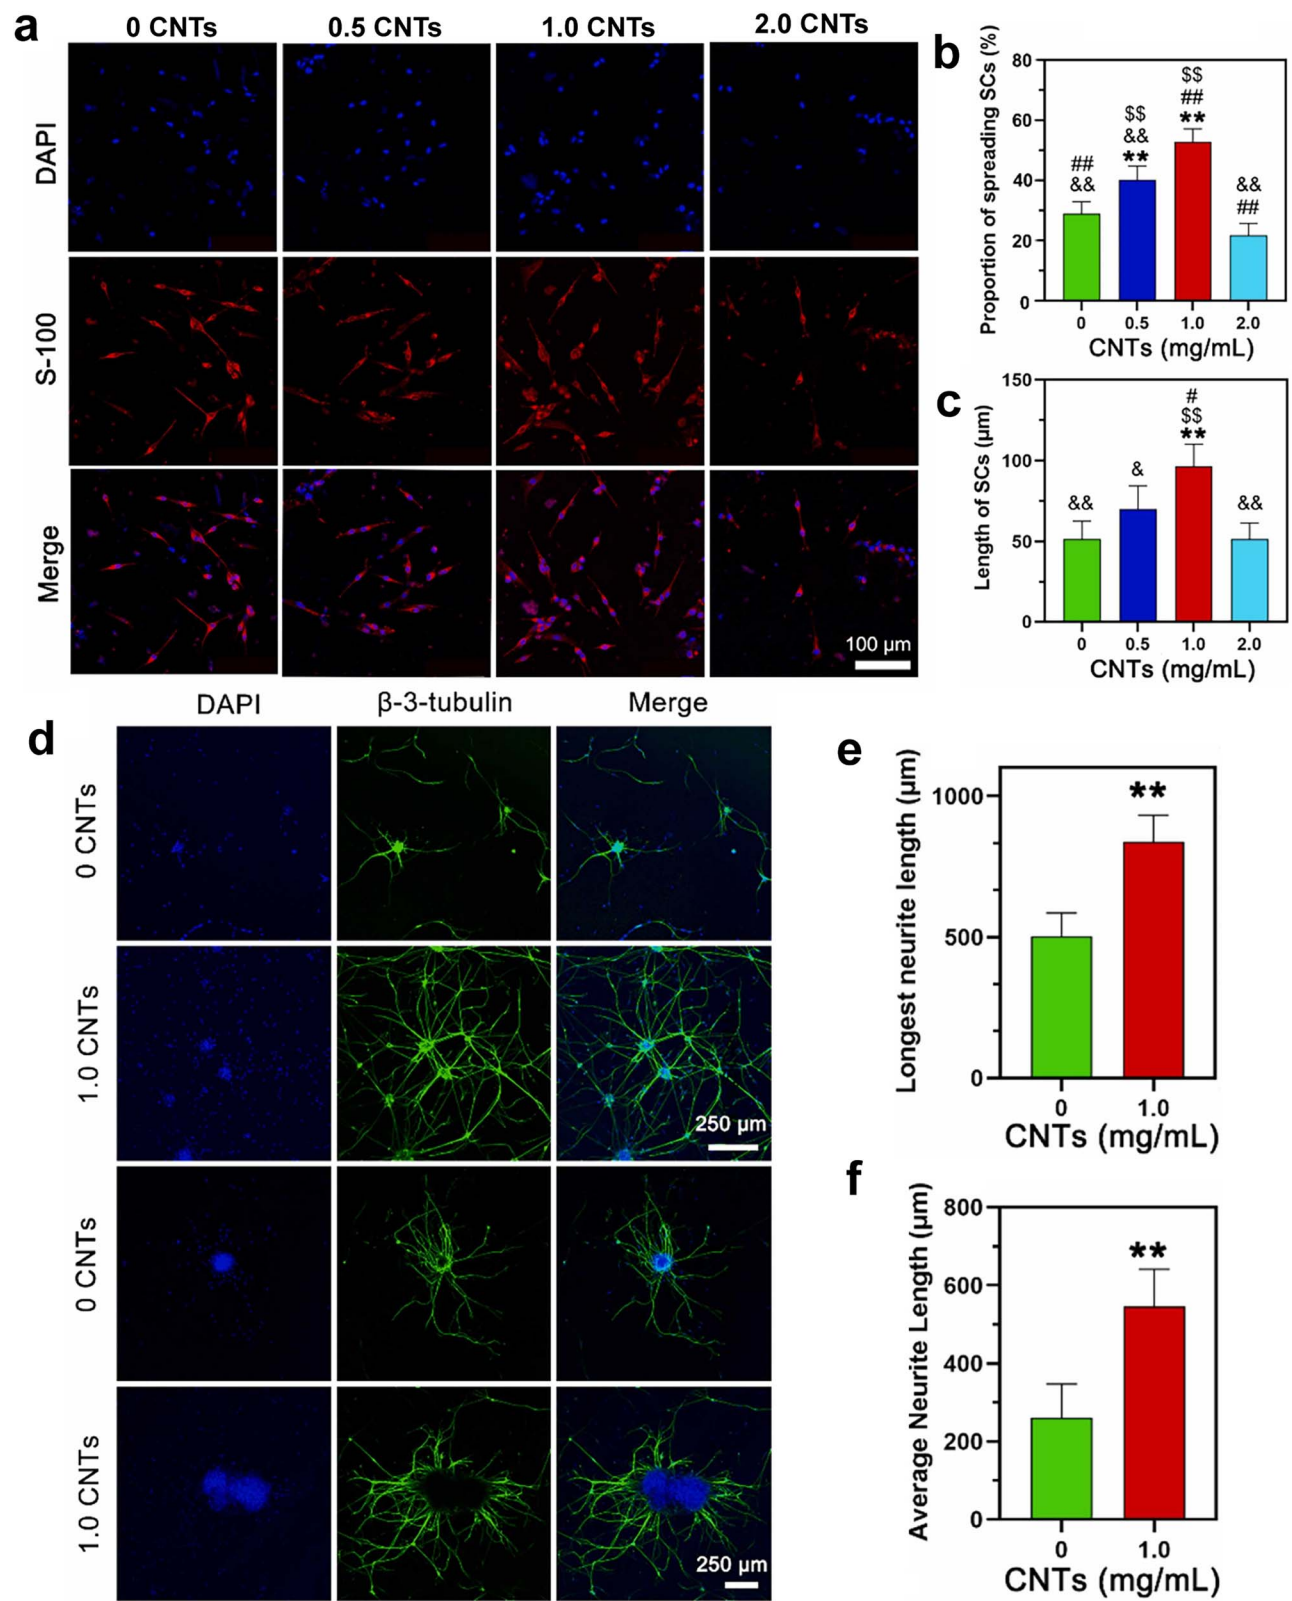 a
0 CNTs 0.5 CNTs 1.0 CNTs 2.0 CNTs
DAPI
S-100
Merge
100 μm
b
Proportion of spreading SCs (%)
80
60
40
20
0
##
&&
$$
&&
**
$$
##
**
&&
##
0 0.5 1.0 2.0
CNTs (mg/mL)
c
Length of SCs (μm)
150
100
50
0
&&
&
#
$$
**
&&
0 0.5 1.0 2.0
CNTs (mg/mL)
d
DAPI β-3-tubulin Merge
0 CNTs
1.0 CNTs
250 μm
0 CNTs
1.0 CNTs
250 μm
e
Longest neurite length (μm)
1000
500
0
**
0 1.0
CNTs (mg/mL)
f
Average Neurite Length (μm)
800
600
400
200
0
**
0 1.0
CNTs (mg/mL)